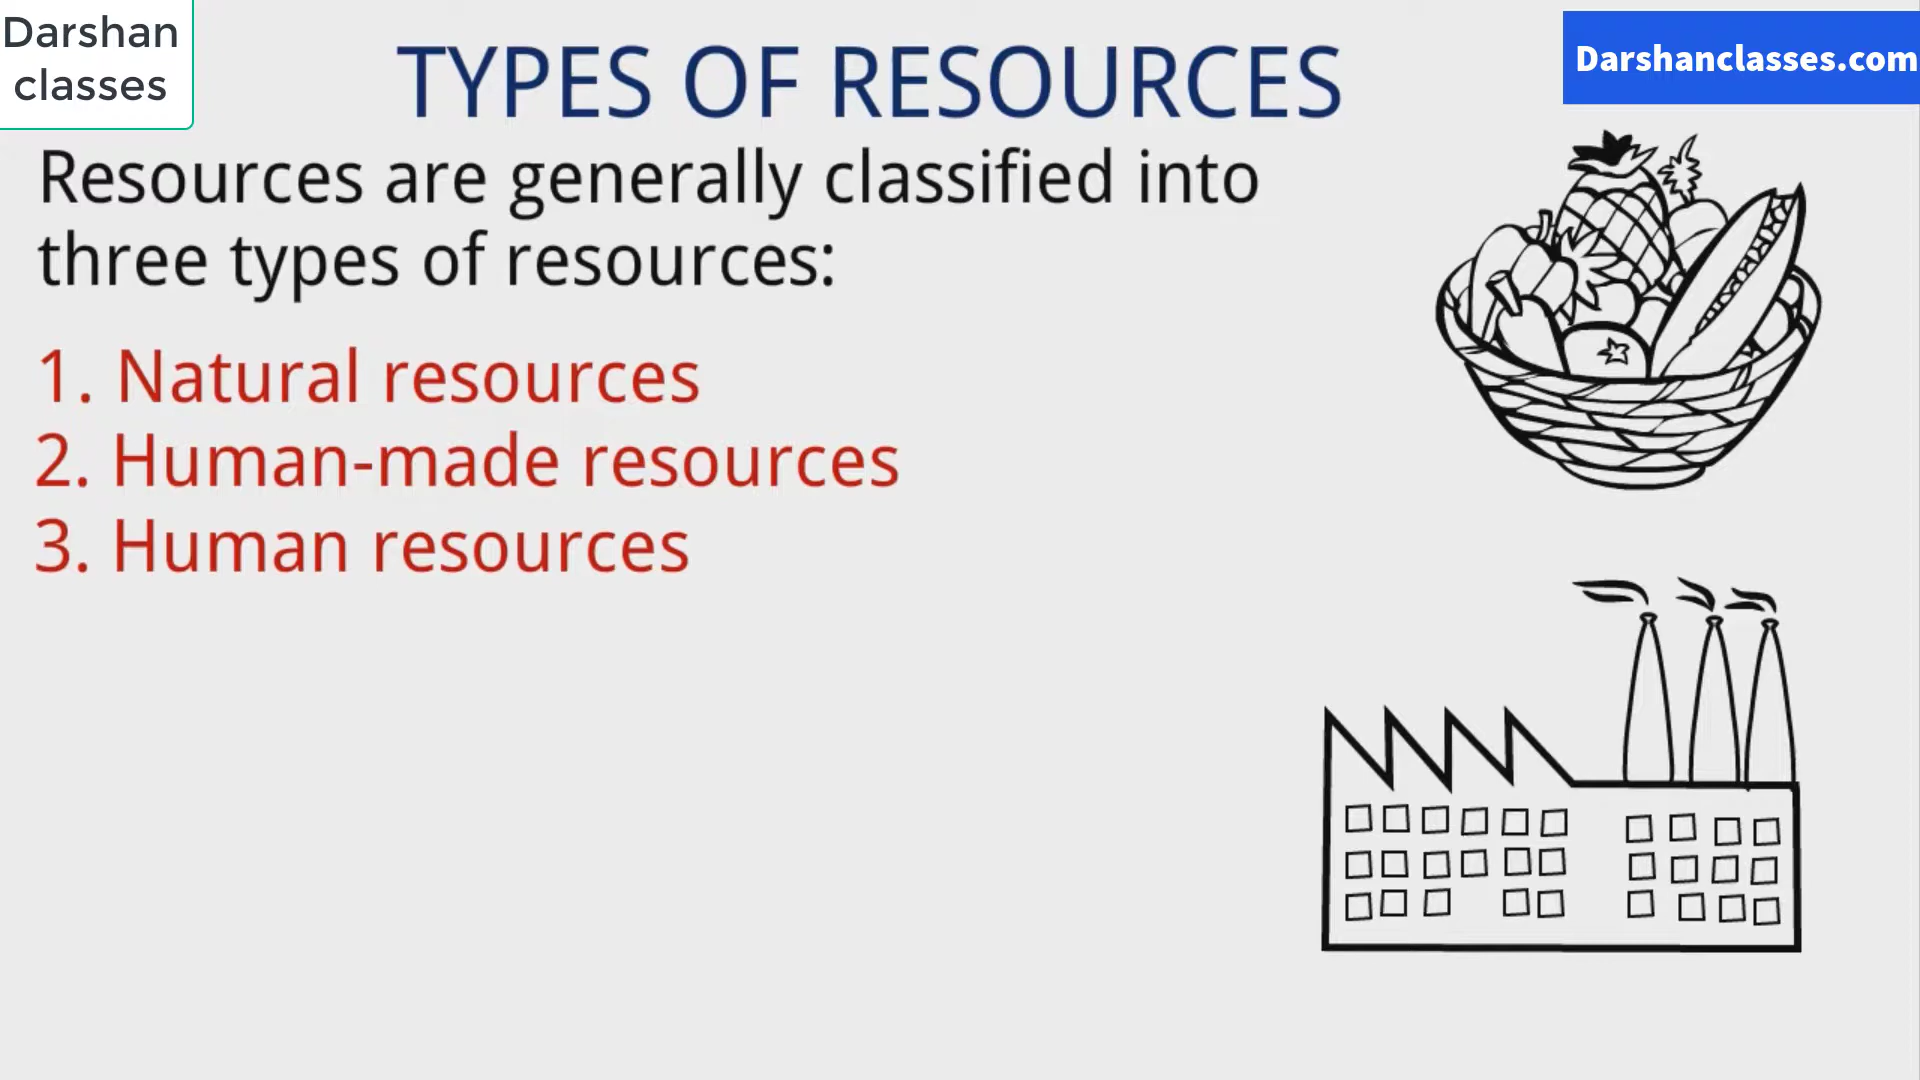 Darshan
classes
TYPES OF RESOURCES
Darshanclasses.com
Resources are generally classified into
three types of resources:
1. Natural resources
2. Human-made resources
3. Human resources